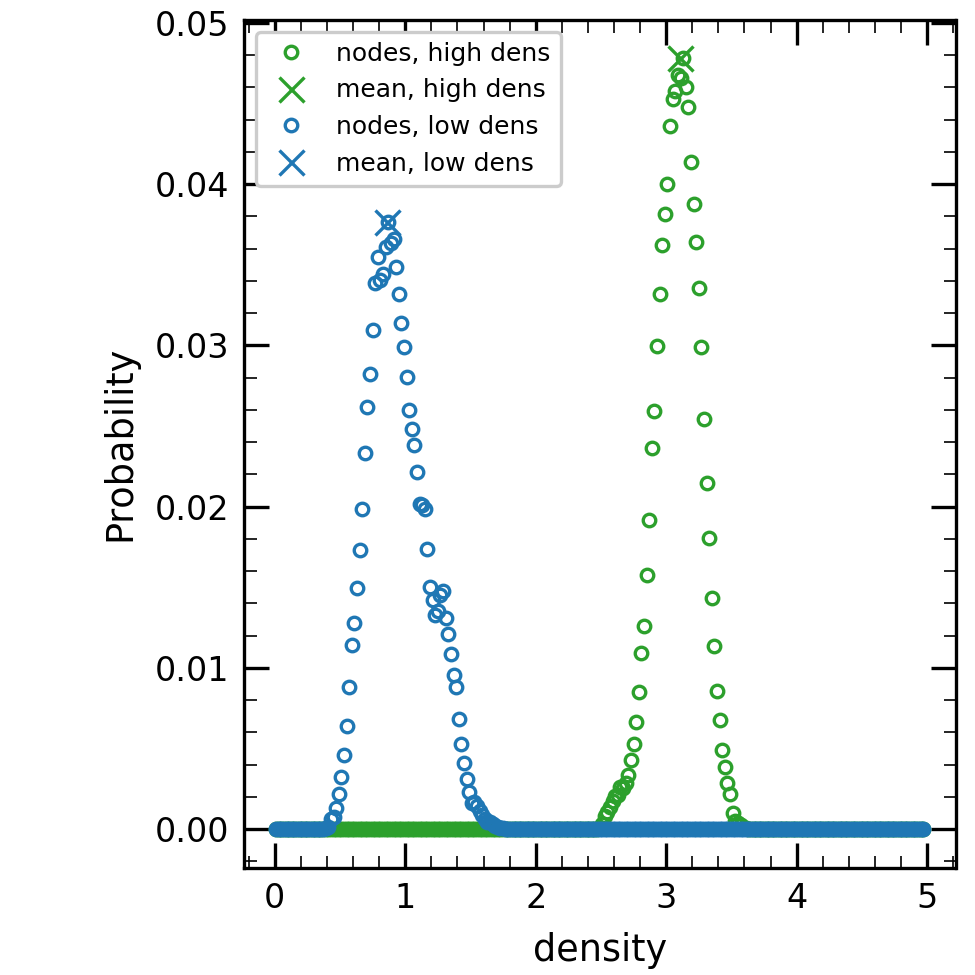 0.05
0.04
0.03
0.02
0.01
0.00
Probability
nodes, high dens
mean, high dens
nodes, low dens
mean, low dens
0 1 2 3 4 5
density